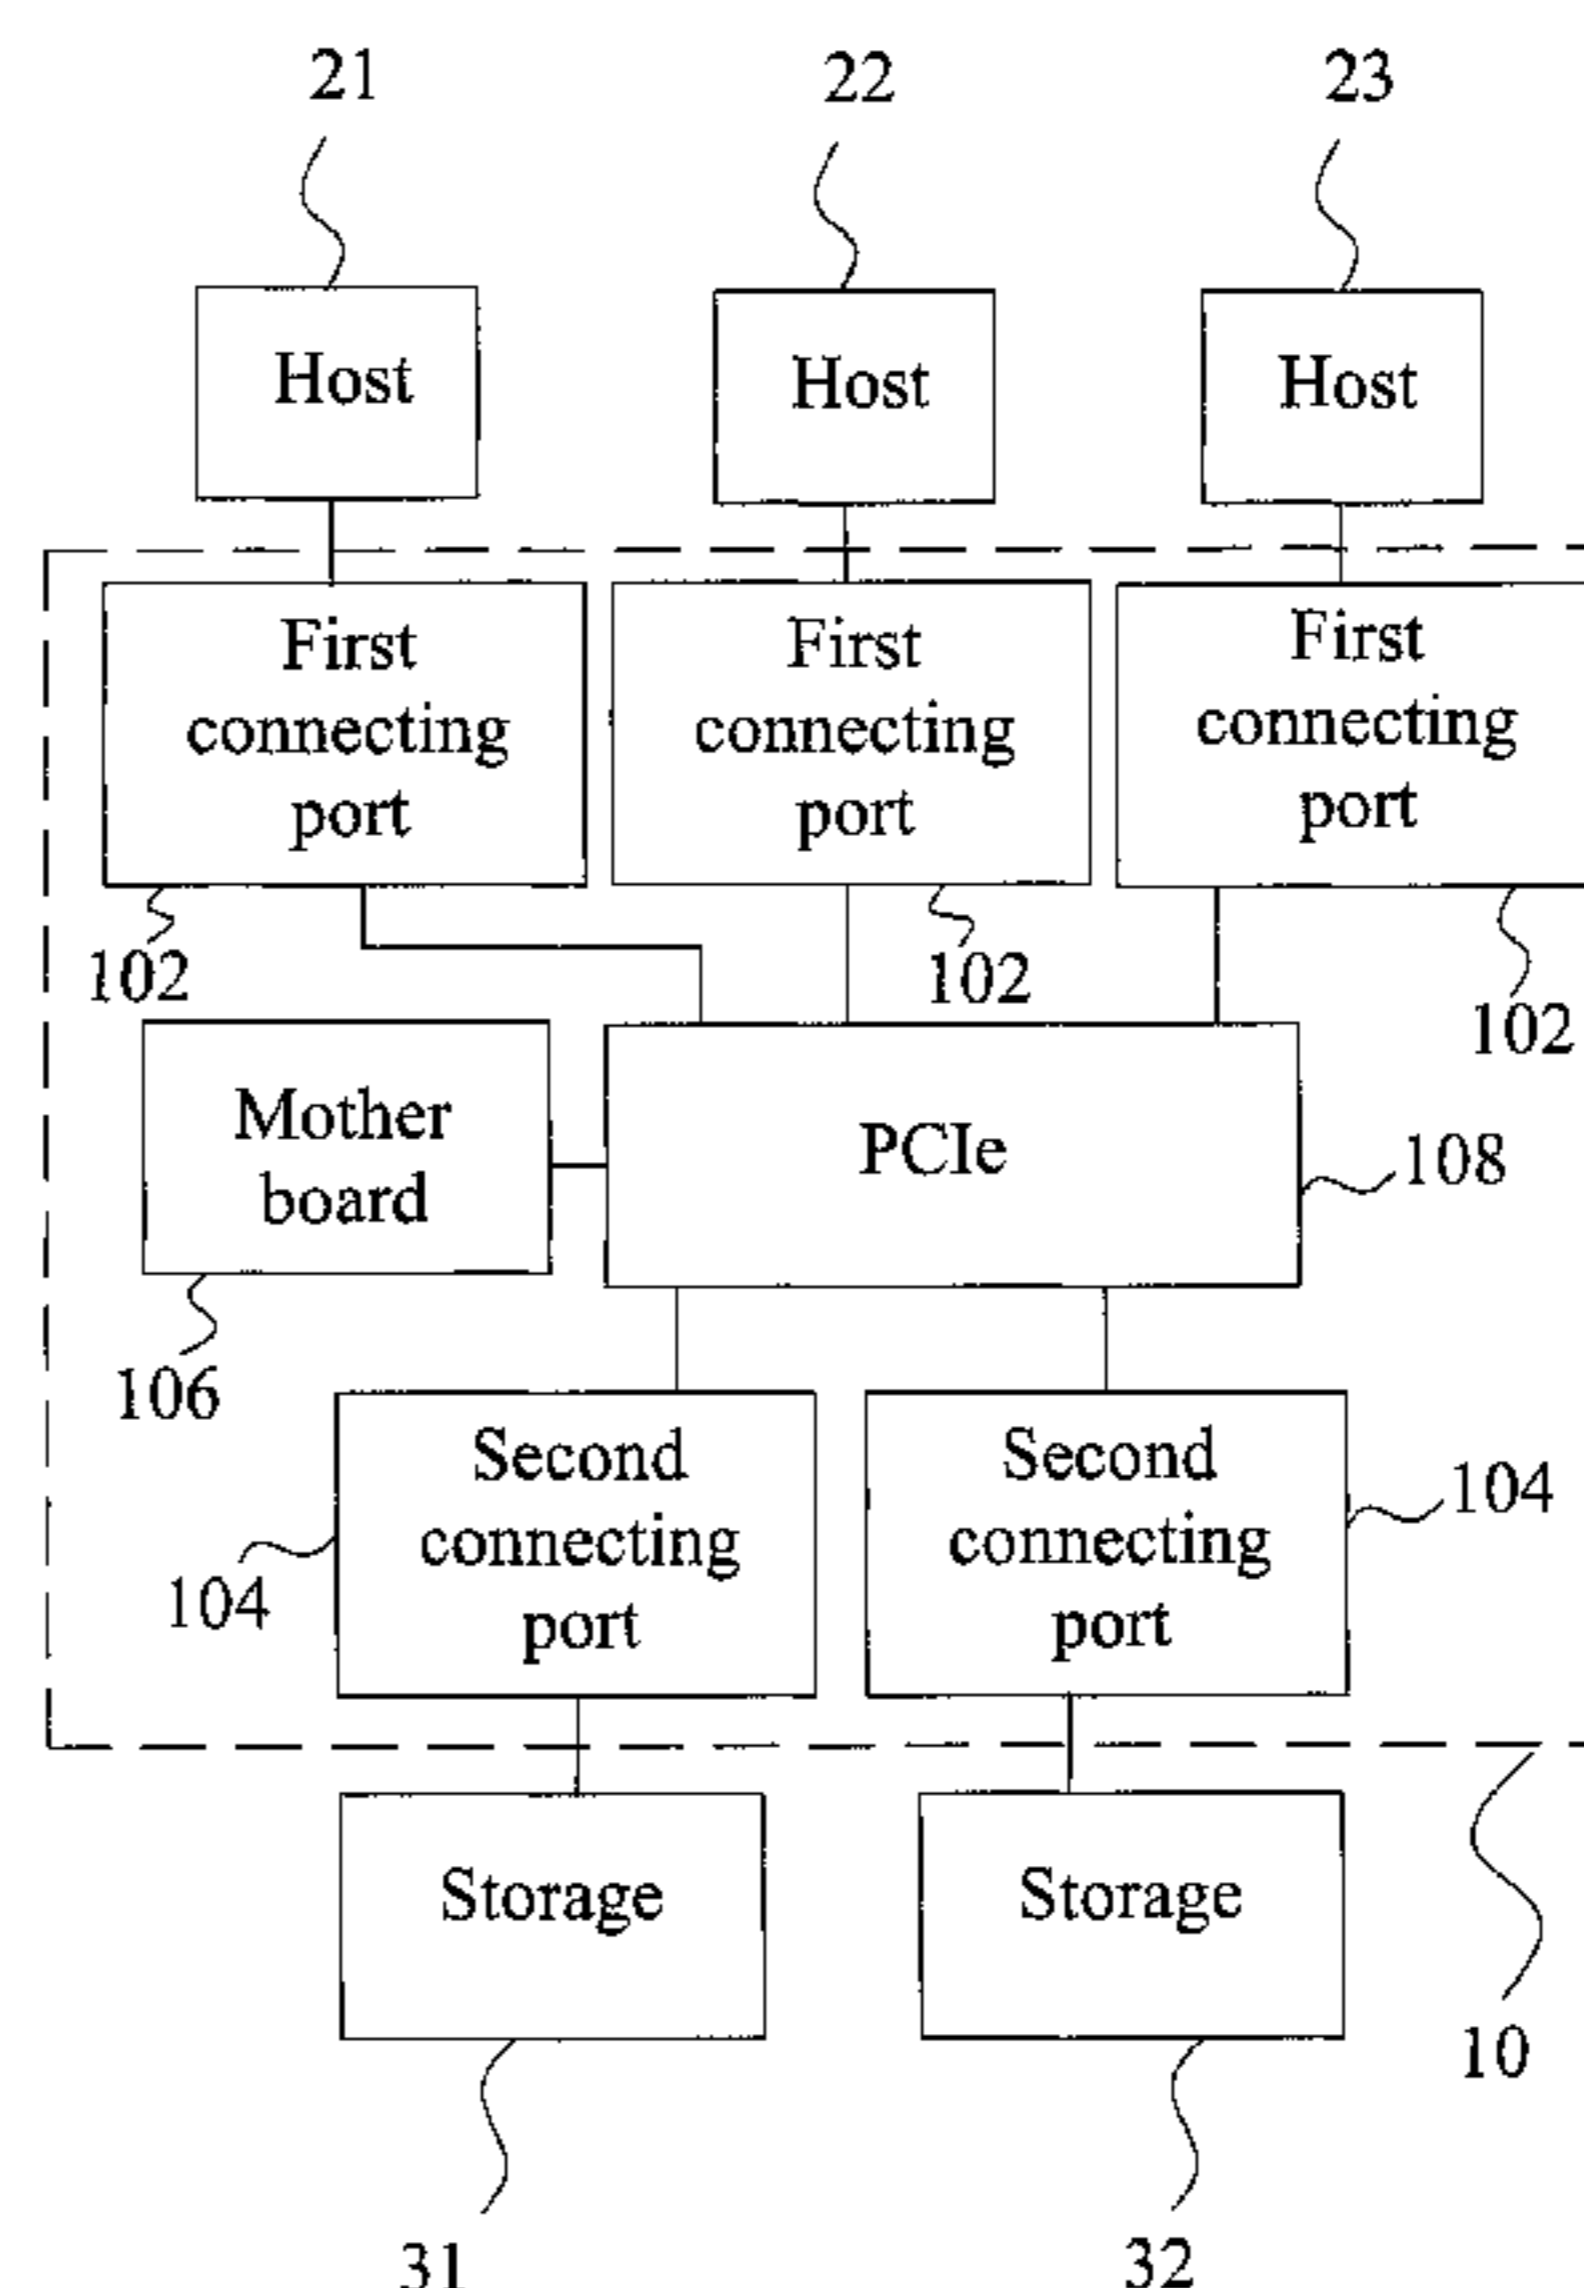 21
22
23
Host
Host
Host
First
connecting
port
First
connecting
port
First
connecting
port
102
102
102
Mother
board
PCIe
108
106
Second
connecting
port
Second
connecting
port
104
104
Storage
Storage
10
31
32